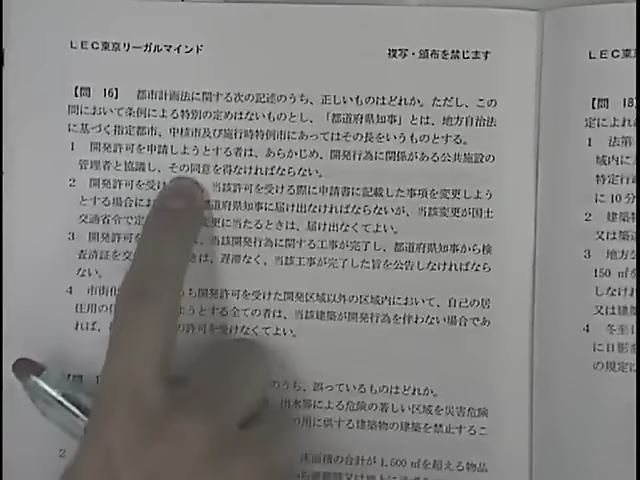 LEC東京リーガルマインド
複写・頒布を禁じます
【問 16】 都市計画法に関する次の記述のうち、正しいものはどれか。ただし、この
問において条例による特別の定めはないものとし、「都道府県知事」とは、地方自治法
に基づく指定都市、中核市及び施行時特例市にあってはその長をいうものとする。
1 開発許可を申請しようとする者は、あらかじめ、開発行為に関係がある公共施設の
管理者と協議し、その同意を得なければならない。
2 開発許可を受け 、当該許可を受ける際に申請書に記載した事項を変更しよう
とする場合に 都道府県知事に届け出なければならないが、当該変更が国土
交通省令で定 変更に当たるときは、届け出なくてよい。
3 開発許可を 、当該開発行為に関する工事が完了し、都道府県知事から検
査済証を交 きは、遅滞なく、当該工事が完了した旨を公告しなければなら
ない。
4 市街化 うち開発許可を受けた開発区域以外の区域内において、自己の居
住用の住 ようとする全ての者は、当該建築が開発行為を伴わない場合であ
れば、 の許可を受けなくてよい。
【問 1 のうち、誤っているものはどれか。
出水等による危険の著しい区域を災害危険
の用に供する建築物の建築を禁止するこ
2 床面積の合計が 1,500 ㎡を超える物品
LEC東
【問 18
定によれ
1 法第
域内に
特定行
に 10 分
2 建築
又は築
3 地方公
150 ㎡を
しなけれ
又は建
4 冬至日
に日影
の規定に